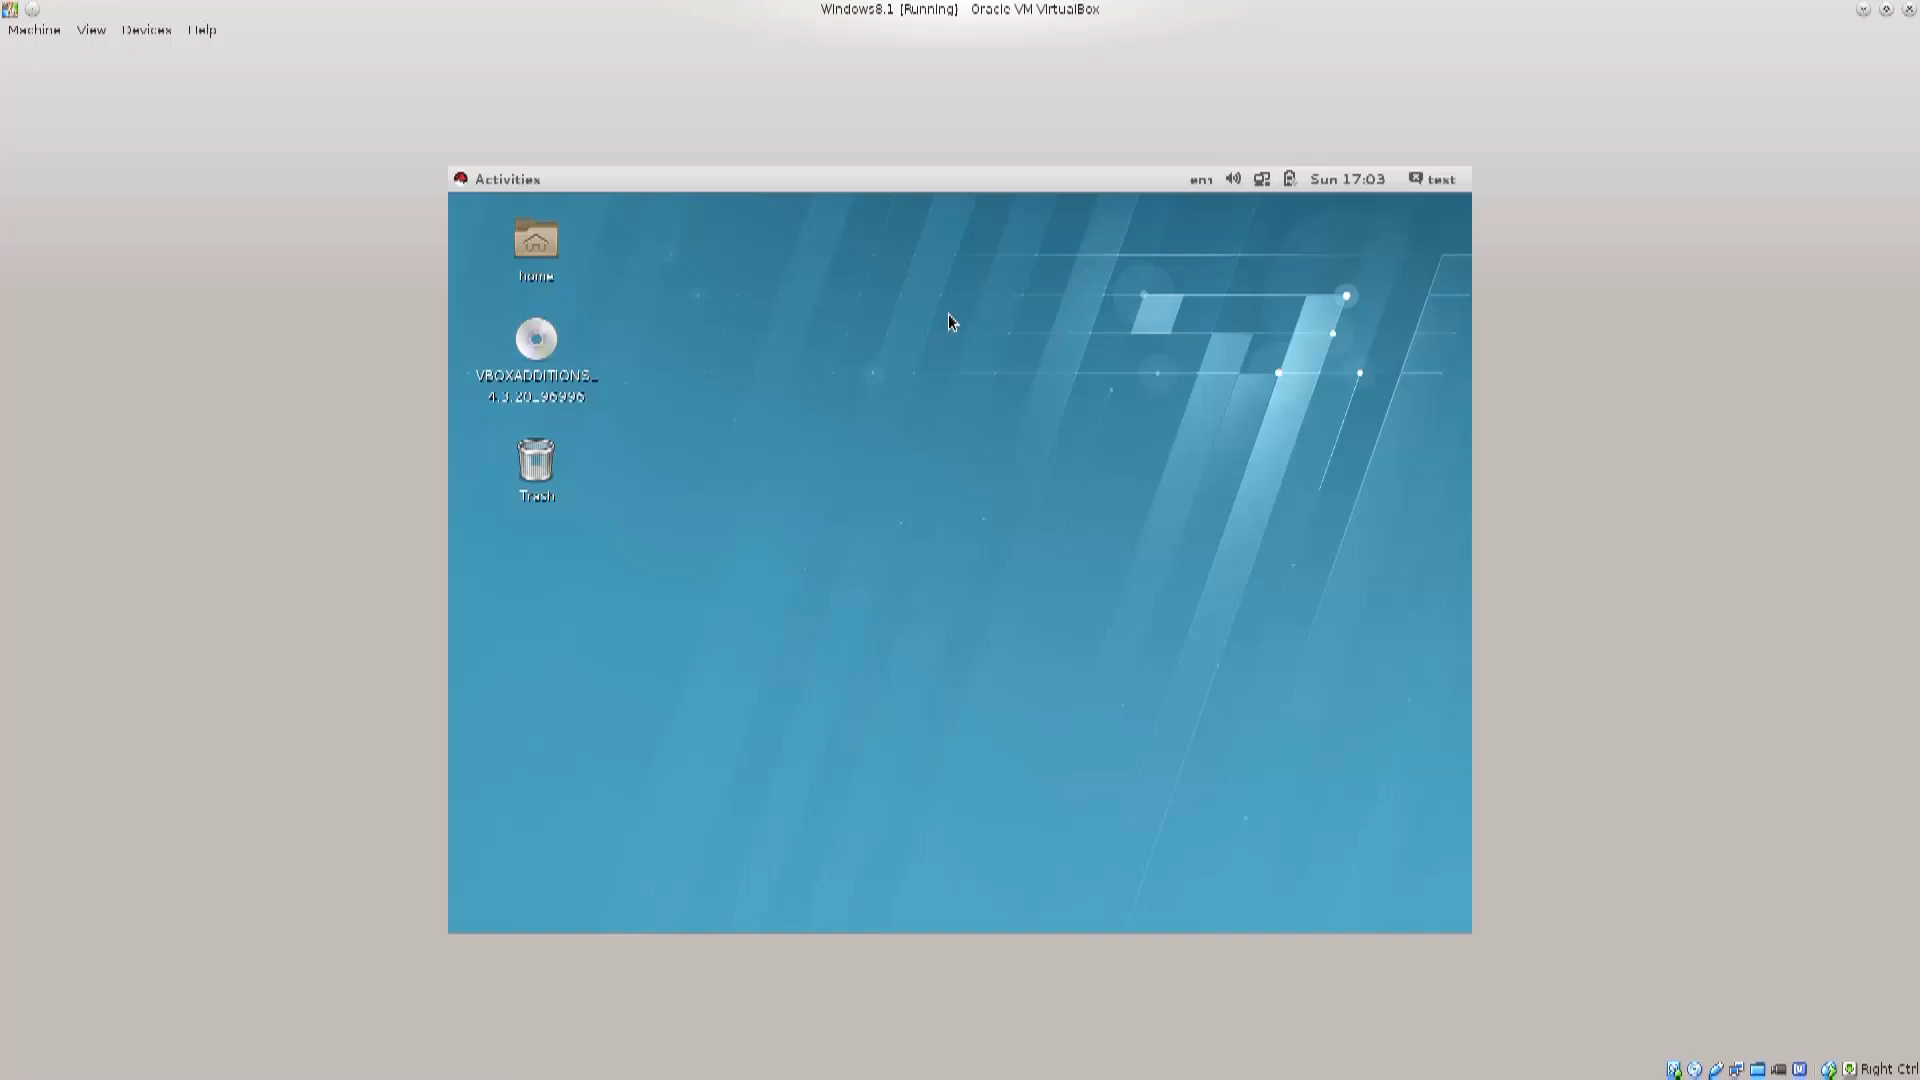 Windows8.1 [Running] - Oracle VM VirtualBox
Machine View Devices Help
Activities
en1 Sun 17:03 test
home
VBOXADDITIONS_
4.3.20_96996
Trash
Right Ctrl